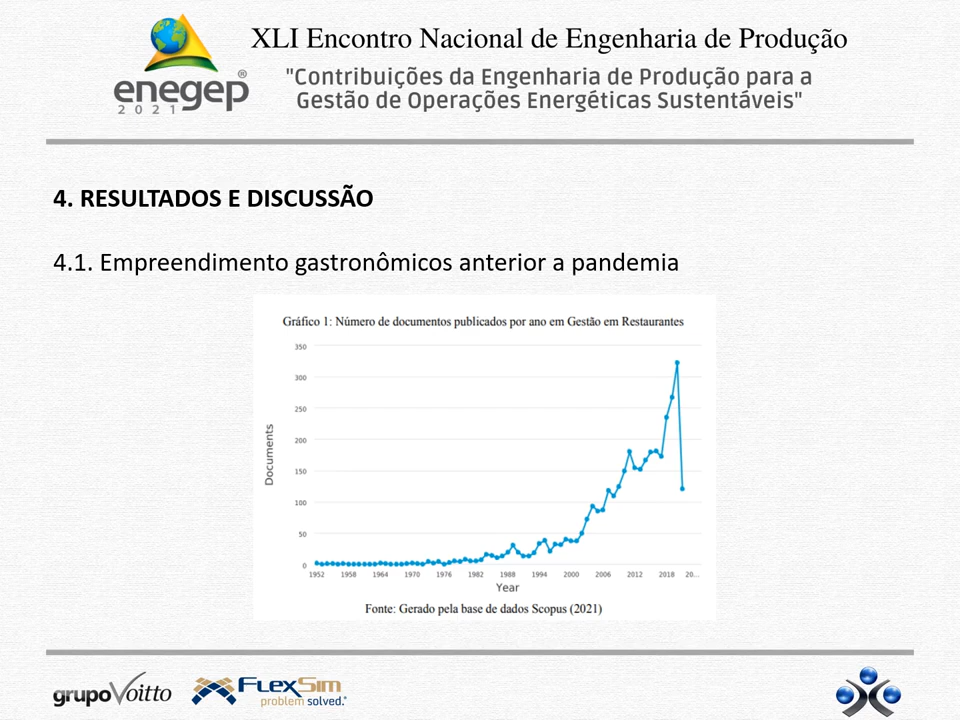 XLI Encontro Nacional de Engenharia de Produção
"Contribuições da Engenharia de Produção para a
Gestão de Operações Energéticas Sustentáveis"
enegep®
2021
4. RESULTADOS E DISCUSSÃO
4.1. Empreendimento gastronômicos anterior a pandemia
Gráfico 1: Número de documentos publicados por ano em Gestão em Restaurantes
350
300
250
200
150
100
50
0
Documents
1952 1958 1964 1970 1976 1982 1988 1994 2000 2006 2012 2018 20...
Year
Fonte: Gerado pela base de dados Scopus (2021)
grupoVoitto
FlexSim
problem solved.®